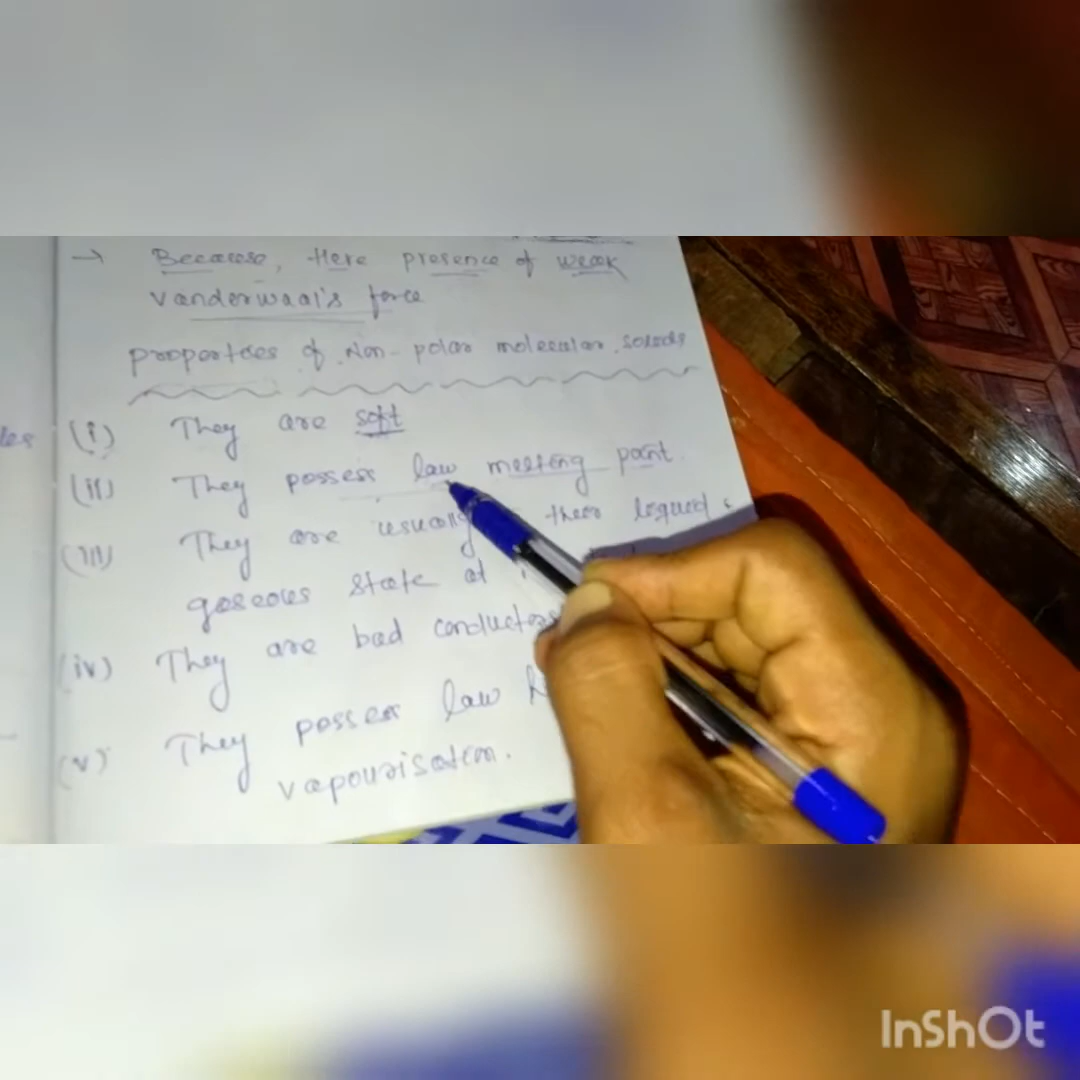 → Because, Here presence of weak
vanderwaal's force
properties of Non-polar molecular solids
(i) They are soft
(ii) They possess law melting point
(iii) They are usually their liquid &
gaseous state at
(iv) They are bad conductors
(v) They possess law
vapourisation.
InShOt